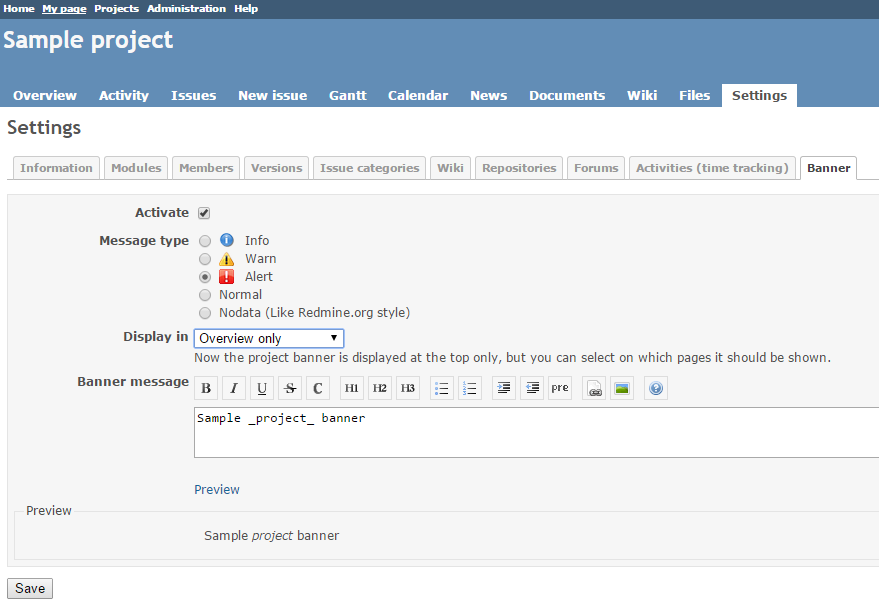 Home My page Projects Administration Help
Sample project
Overview Activity Issues New issue Gantt Calendar News Documents Wiki Files Settings
Settings
Information Modules Members Versions Issue categories Wiki Repositories Forums Activities (time tracking) Banner
Activate
Message type Info
Warn
Alert
Normal
Nodata (Like Redmine.org style)
Display in Overview only
Now the project banner is displayed at the top only, but you can select on which pages it should be shown.
Banner message B I U S C H1 H2 H3 pre
Sample _project_ banner
Preview
Preview
Sample project banner
Save